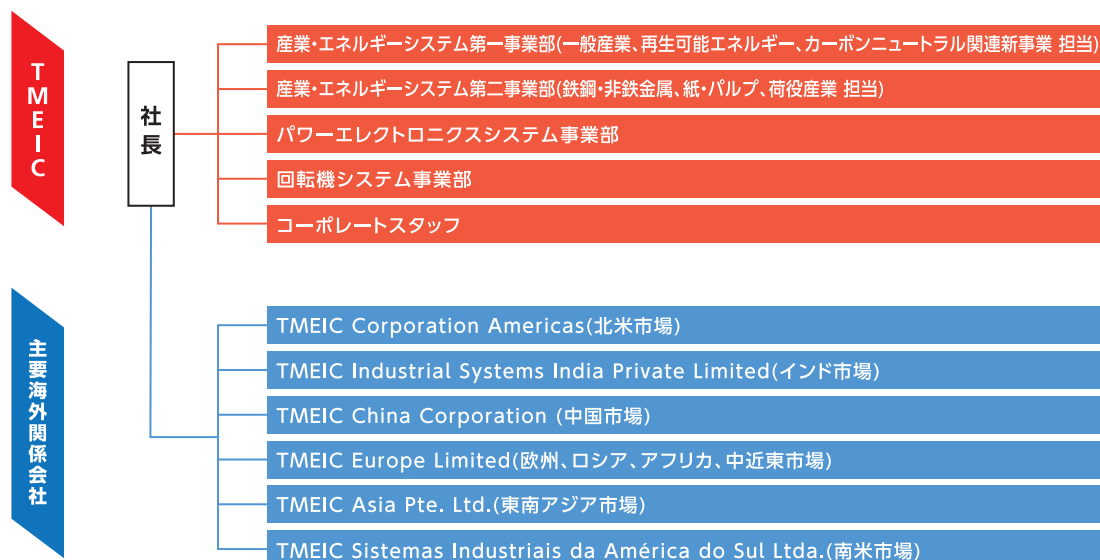 TMEIC
社長
産業・エネルギーシステム第一事業部(一般産業、再生可能エネルギー、カーボンニュートラル関連新事業 担当)
産業・エネルギーシステム第二事業部(鉄鋼・非鉄金属、紙・パルプ、荷役産業 担当)
パワーエレクトロニクスシステム事業部
回転機システム事業部
コーポレートスタッフ
主要海外関係会社
TMEIC Corporation Americas(北米市場)
TMEIC Industrial Systems India Private Limited(インド市場)
TMEIC China Corporation (中国市場)
TMEIC Europe Limited(欧州、ロシア、アフリカ、中近東市場)
TMEIC Asia Pte. Ltd.(東南アジア市場)
TMEIC Sistemas Industriais da América do Sul Ltda.(南米市場)